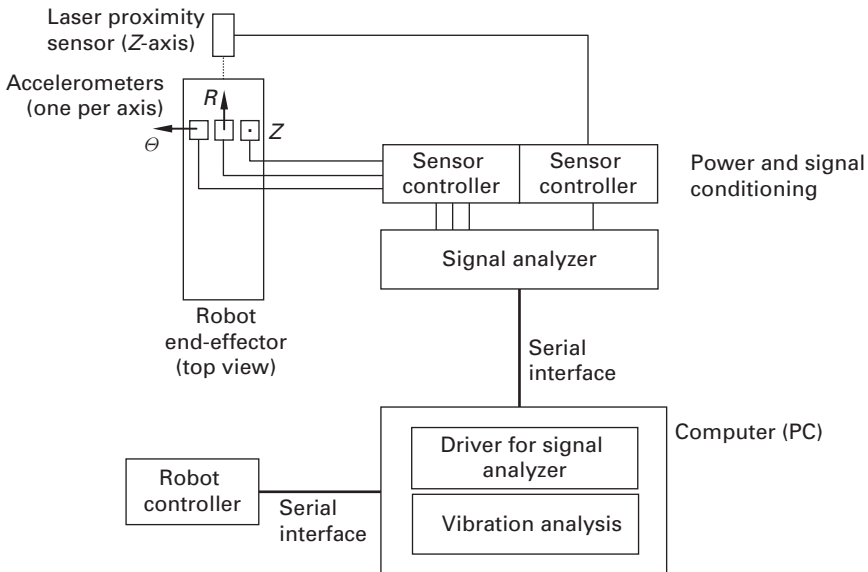 Laser proximity
sensor (Z-axis)
Accelerometers
(one per axis)
R
Θ
Z
Sensor
controller
Sensor
controller
Power and signal
conditioning
Signal analyzer
Robot
end-effector
(top view)
Serial
interface
Computer (PC)
Driver for signal
analyzer
Robot
controller
Serial
interface
Vibration analysis